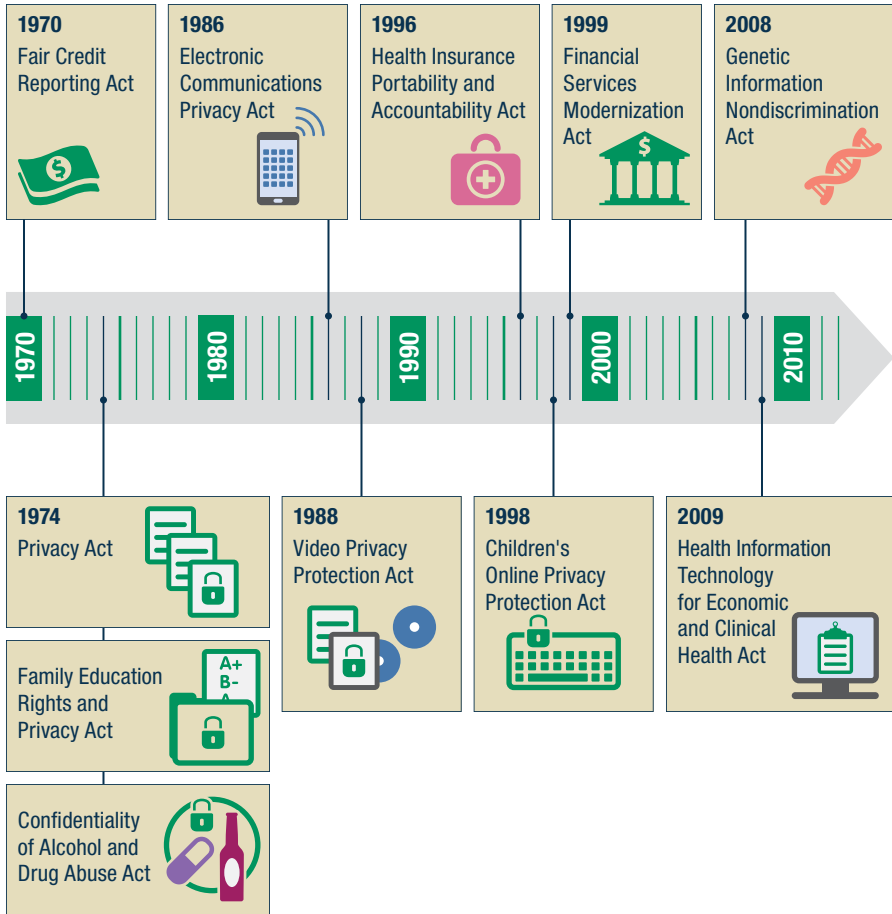 1970
Fair Credit
Reporting Act
$
1986
Electronic
Communications
Privacy Act
1996
Health Insurance
Portability and
Accountability Act
1999
Financial
Services
Modernization
Act
$
2008
Genetic
Information
Nondiscrimination
Act
1970
1980
1990
2000
2010
1974
Privacy Act
Family Education
Rights and
Privacy Act
A+
B-
A
Confidentiality
of Alcohol and
Drug Abuse Act
1988
Video Privacy
Protection Act
1998
Children's
Online Privacy
Protection Act
2009
Health Information
Technology
for Economic
and Clinical
Health Act